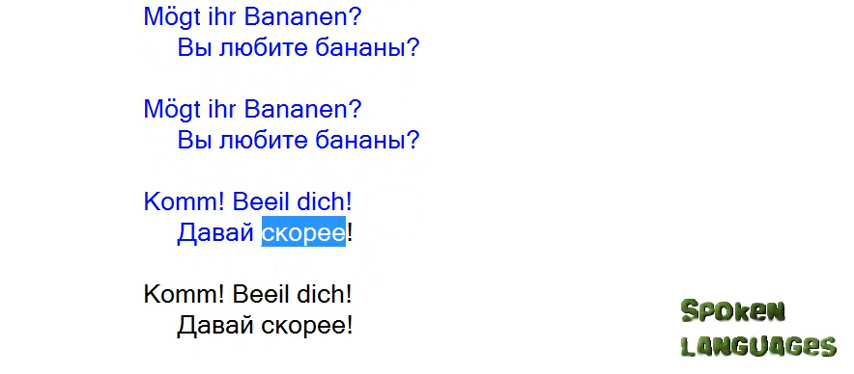 Mögt ihr Bananen?
Вы любите бананы?
Mögt ihr Bananen?
Вы любите бананы?
Komm! Beeil dich!
Давай скорее!
Komm! Beeil dich!
Давай скорее!
Spoken
Languages